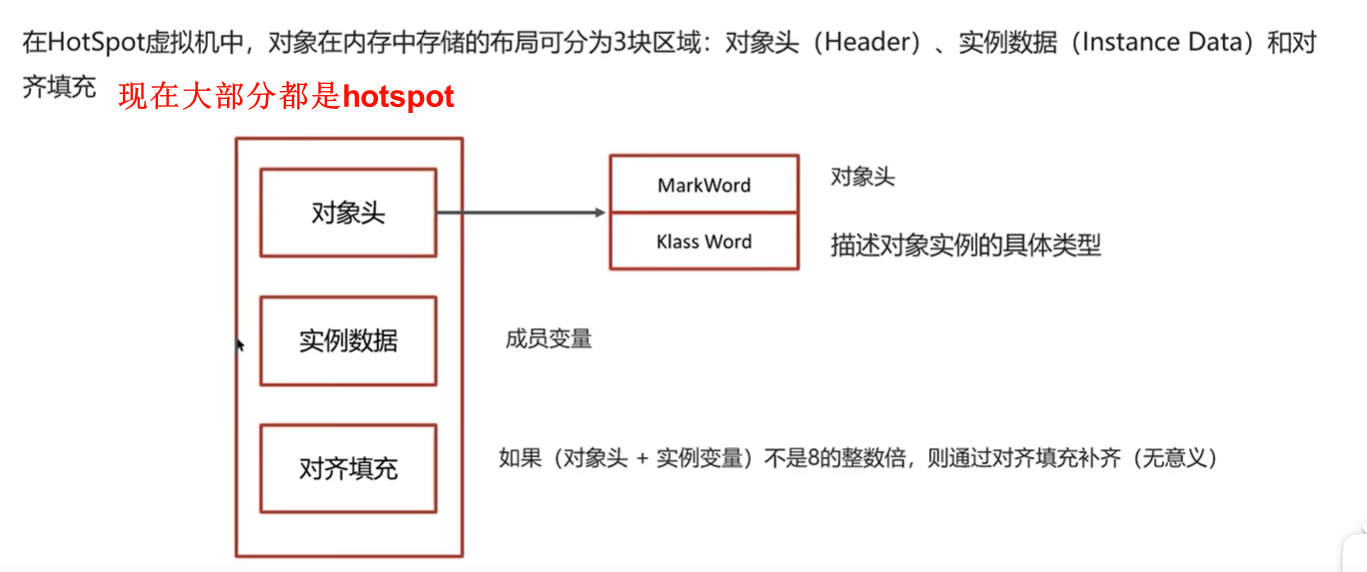 在HotSpot虚拟机中，对象在内存中存储的布局可分为3块区域：对象头（Header）、实例数据（Instance Data）和对
齐填充 现在大部分都是hotspot
对象头
MarkWord
对象头
Klass Word
描述对象实例的具体类型
实例数据
成员变量
对齐填充
如果（对象头 + 实例变量）不是8的整数倍，则通过对齐填充补齐（无意义）